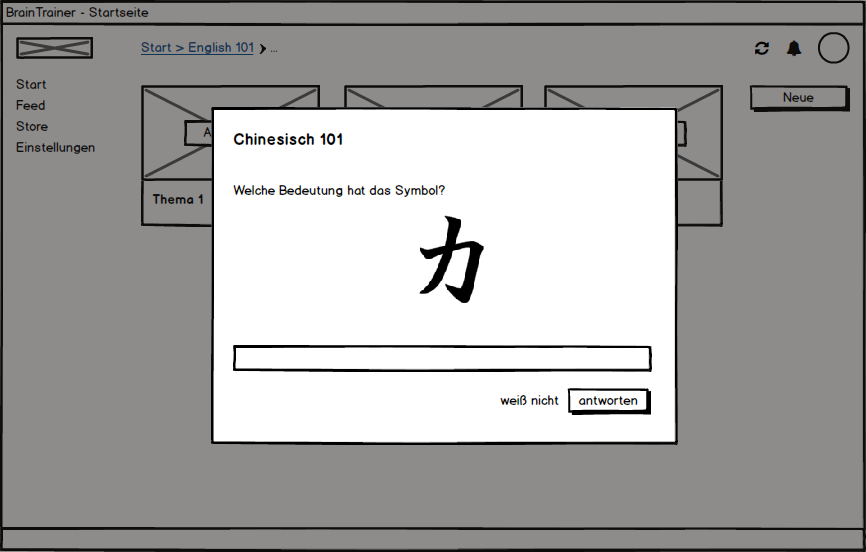 BrainTrainer - Startseite
Start > English 101 ❯ ...
Start
Feed
Store
Einstellungen
Neue
Thema 1
Chinesisch 101
Welche Bedeutung hat das Symbol?
力
weiß nicht
antworten